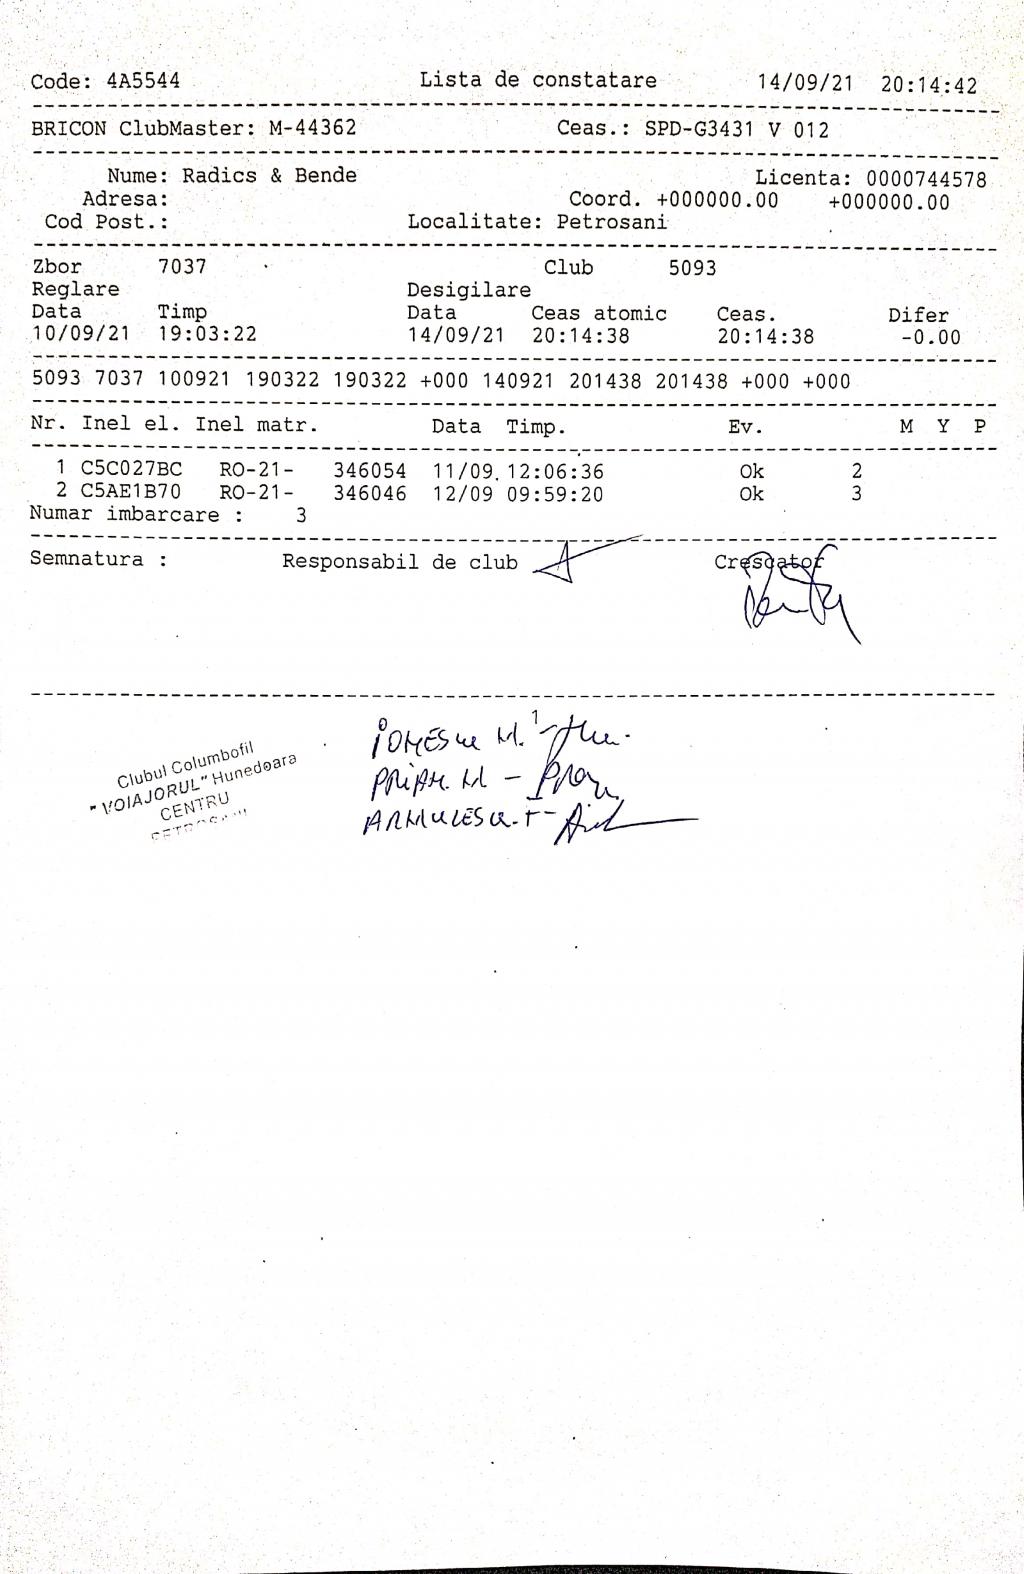 Code: 4A5544 Lista de constatare 14/09/21 20:14:42
BRICON ClubMaster: M-44362 Ceas.: SPD-G3431 V 012
Nume: Radics & Bende Licenta: 0000744578
Adresa: Coord. +000000.00 +000000.00
Cod Post.: Localitate: Petrosani
Zbor 7037 Club 5093
Reglare Desigilare
Data Timp Data Ceas atomic Ceas. Difer
10/09/21 19:03:22 14/09/21 20:14:38 20:14:38 -0.00
5093 7037 100921 190322 190322 +000 140921 201438 201438 +000 +000
Nr. Inel el. Inel matr. Data Timp. Ev. M Y P
1 C5C027BC RO-21- 346054 11/09 12:06:36 Ok 2
2 C5AE1B70 RO-21- 346046 12/09 09:59:20 Ok 3
Numar imbarcare : 3
Semnatura : Responsabil de club Crescator
Clubul Columbofil
"VOIAJORUL" Hunedoara
CENTRU
PETROSANI